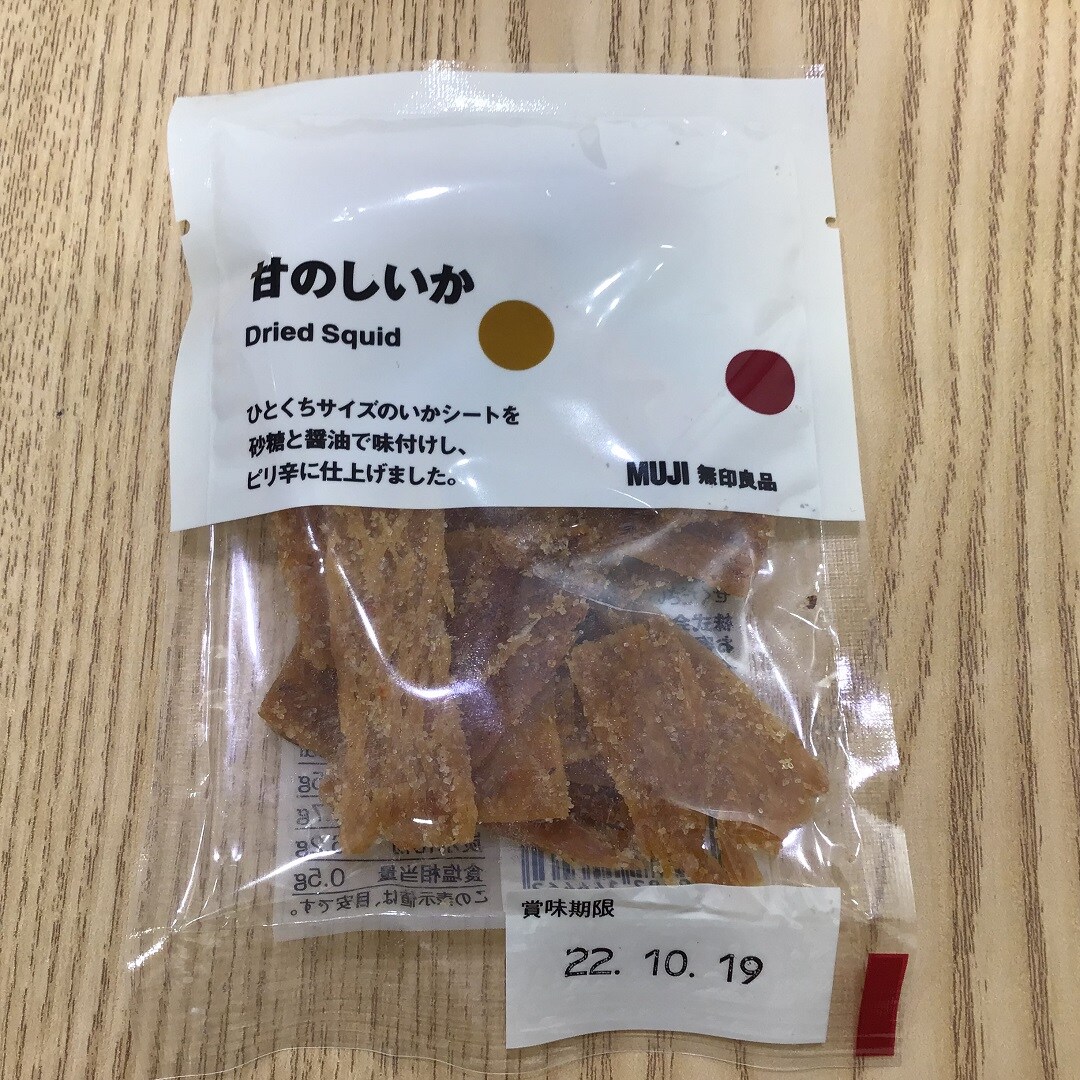 甘のしいか
Dried Squid
ひとくちサイズのいかシートを
砂糖と醤油で味付けし、
ピリ辛に仕上げました。
MUJI 無印良品
食塩相当量 0.5g
この表示値は、目安です。
賞味期限
22. 10. 19